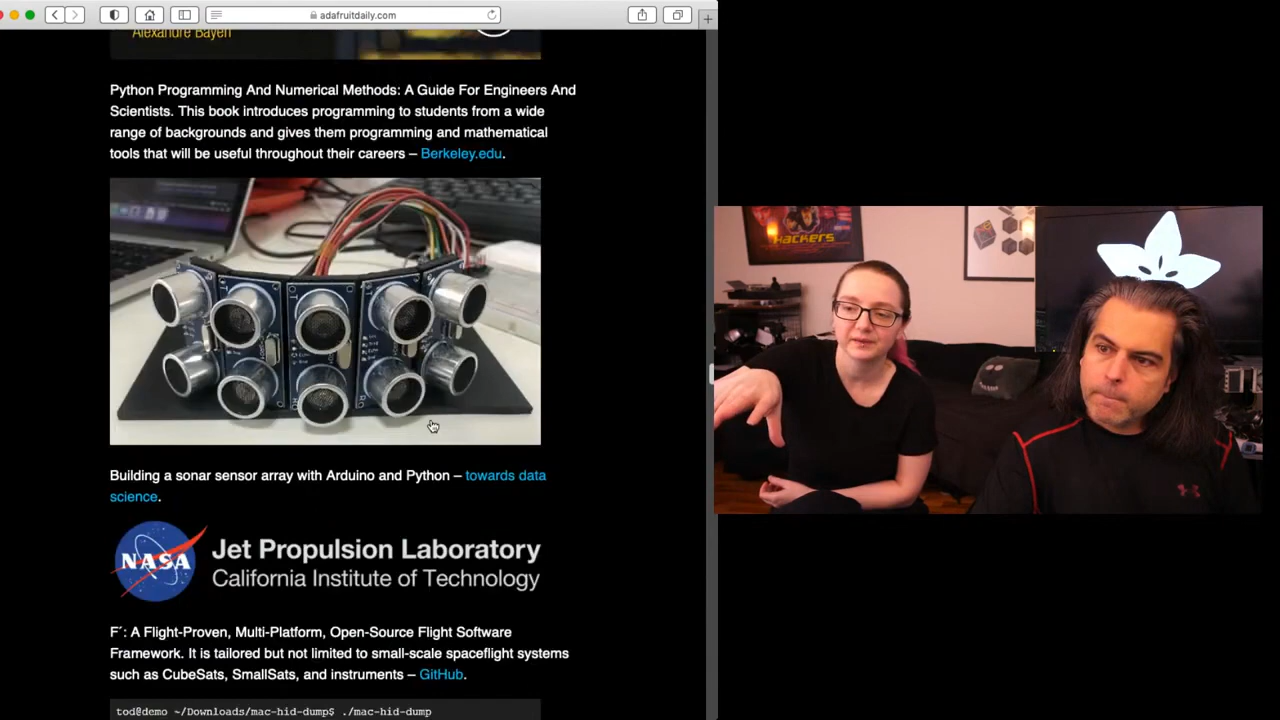 adafruitdaily.com
Alexandre Bayen
Python Programming And Numerical Methods: A Guide For Engineers And
Scientists. This book introduces programming to students from a wide
range of backgrounds and gives them programming and mathematical
tools that will be useful throughout their careers – Berkeley.edu.
Building a sonar sensor array with Arduino and Python – towards data
science.
NASA
Jet Propulsion Laboratory
California Institute of Technology
F´: A Flight-Proven, Multi-Platform, Open-Source Flight Software
Framework. It is tailored but not limited to small-scale spaceflight systems
such as CubeSats, SmallSats, and instruments – GitHub.
tod@demo ~/Downloads/mac-hid-dump$ ./mac-hid-dump
HACKERS